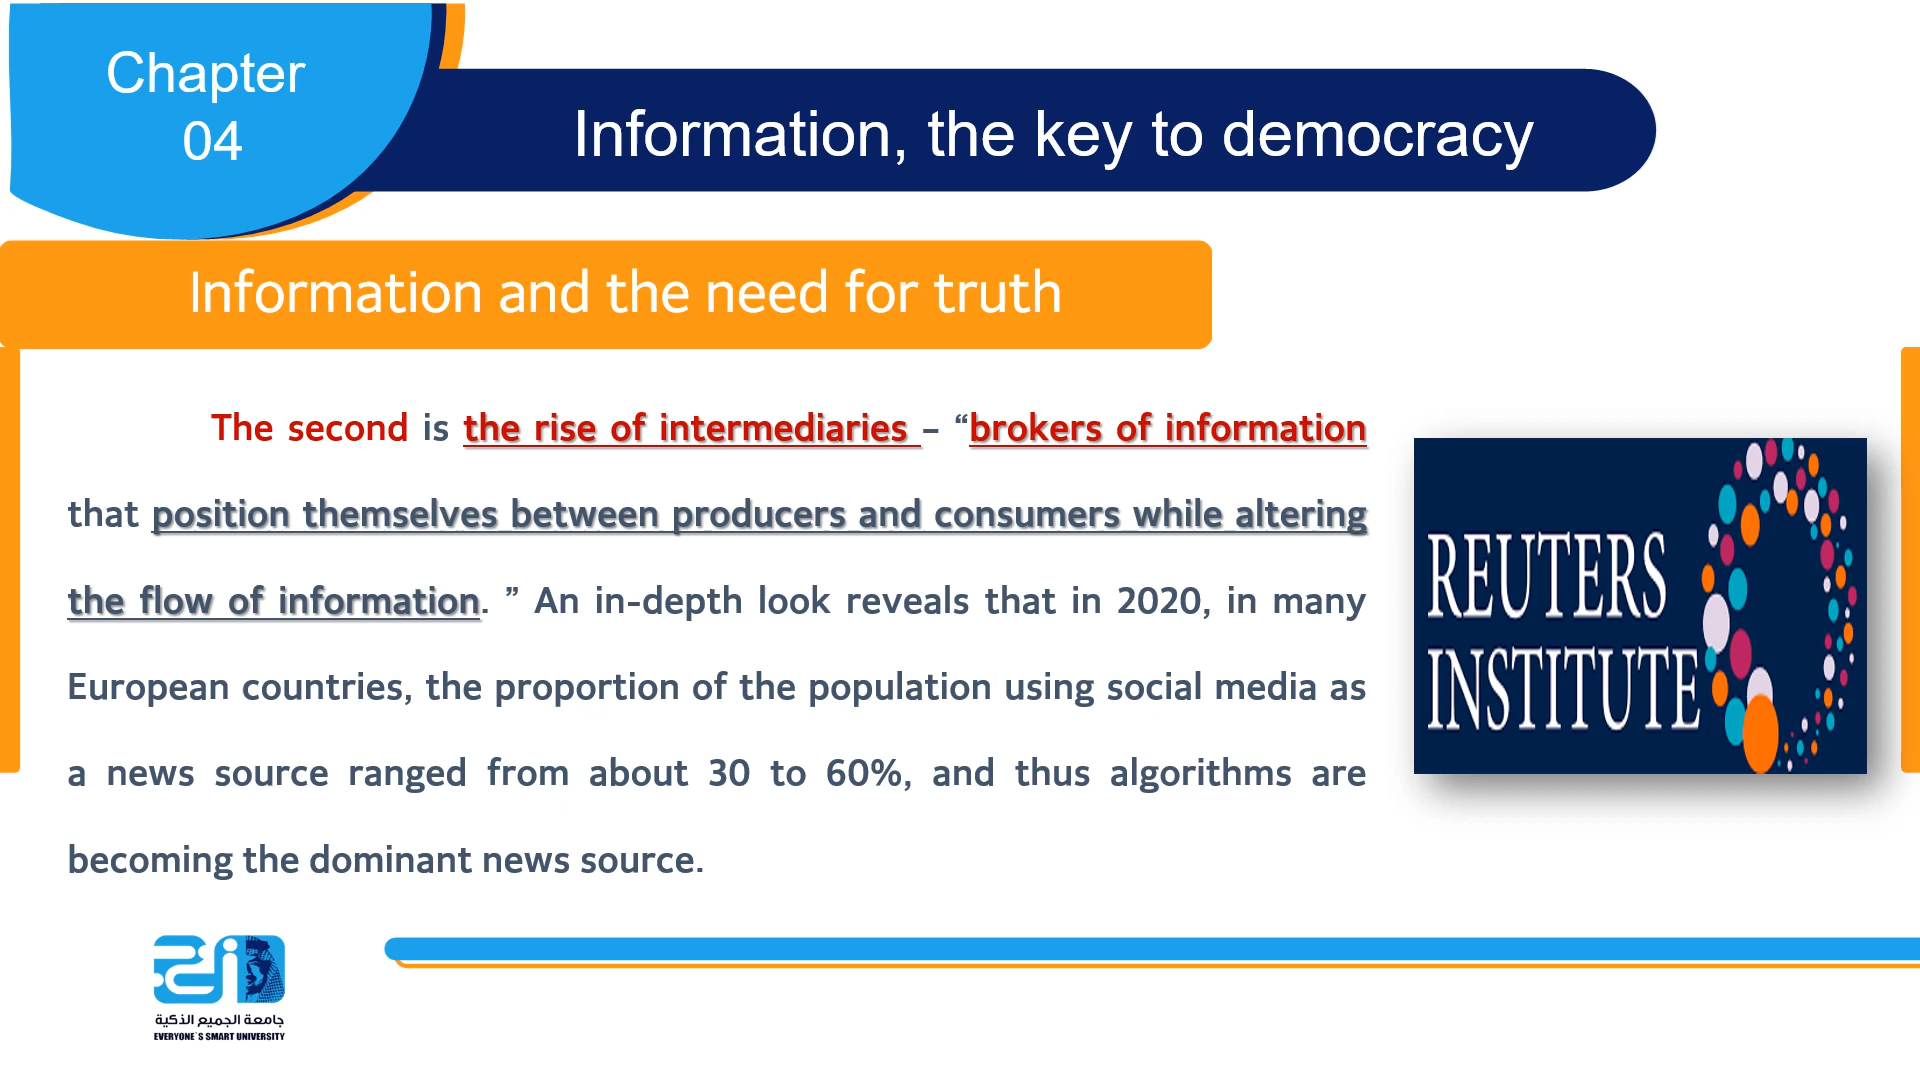 Chapter
04
Information, the key to democracy
Information and the need for truth
The second is the rise of intermediaries – “brokers of information
that position themselves between producers and consumers while altering
the flow of information. ” An in-depth look reveals that in 2020, in many
European countries, the proportion of the population using social media as
a news source ranged from about 30 to 60%, and thus algorithms are
becoming the dominant news source.
REUTERS
INSTITUTE
جامعة الجميع الذكية
EVERYONE`S SMART UNIVERSITY